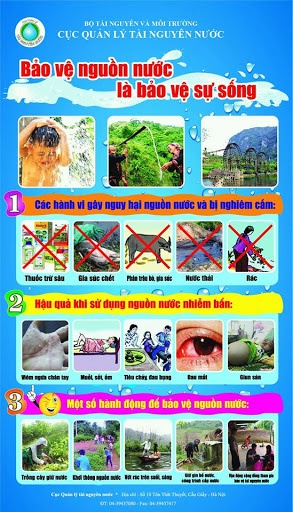 BỘ TÀI NGUYÊN VÀ MÔI TRƯỜNG
CỤC QUẢN LÝ TÀI NGUYÊN NƯỚC
Bảo vệ nguồn nước
là bảo vệ sự sống
1 Các hành vi gây nguy hại nguồn nước và bị nghiêm cấm:
Thuốc trừ sâu
Gia súc chết
Phân trâu bò, gia súc
Nước thải
Rác
2 Hậu quả khi sử dụng nguồn nước nhiễm bẩn:
Viêm ngứa chân tay
Muỗi, sốt, ốm
Tiêu chảy, đau bụng
Đau mắt
Giun sán
3 Một số hành động để bảo vệ nguồn nước:
Trồng cây giữ nước
Khơi thông nguồn nước
Vớt rác trên suối, sông
Giữ gìn bể nước,
công trình cấp nước
Vận động cộng đồng tham gia
bảo vệ tài nguyên nước
Cục Quản lý tài nguyên nước * Địa chỉ : Số 10 Tôn Thất Thuyết, Cầu Giấy - Hà Nội
ĐT: 04-39437080 - Fax: 04-39437417